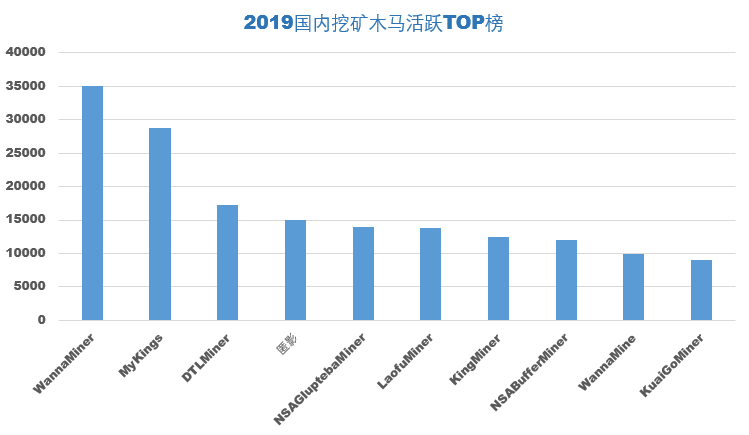 2019国内挖矿木马活跃TOP榜
40000
35000
30000
25000
20000
15000
10000
5000
0
WannaMiner
MyKings
DTLMiner
匿影
NSAGluptebaMiner
LaofuMiner
KingMiner
NSABufferMiner
WannaMine
KuaiGoMiner